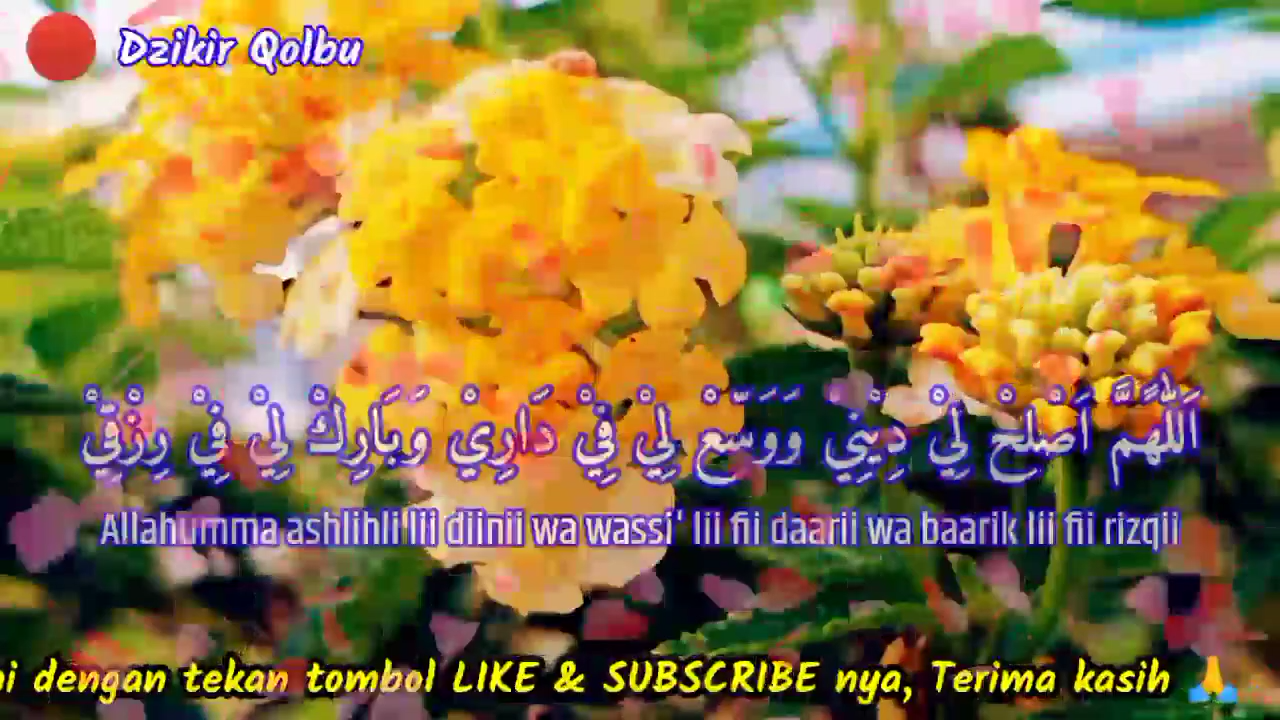 Dzikir Qolbu
اَللّٰهُمَّ اَصْلِحْ لِيْ دِيْنِيْ وَوَسِّعْ لِيْ فِيْ دَارِيْ وَبَارِكْ لِيْ فِيْ رِزْقِيْ
Allahumma ashlihli lii diinii wa wassi' lii fii daarii wa baarik lii fii rizqii
dengan tekan tombol LIKE & SUBSCRIBE nya, Terima kasih 🙏